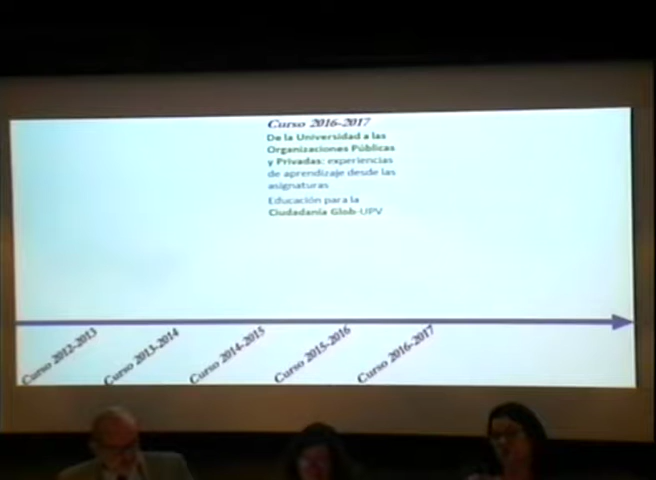 Curso 2016-2017
De la Universidad a las
Organizaciones Públicas
y Privadas: experiencias
de aprendizaje desde las
asignaturas
Educación para la
Ciudadanía Glob-UPV
Curso 2012-2013
Curso 2013-2014
Curso 2014-2015
Curso 2015-2016
Curso 2016-2017